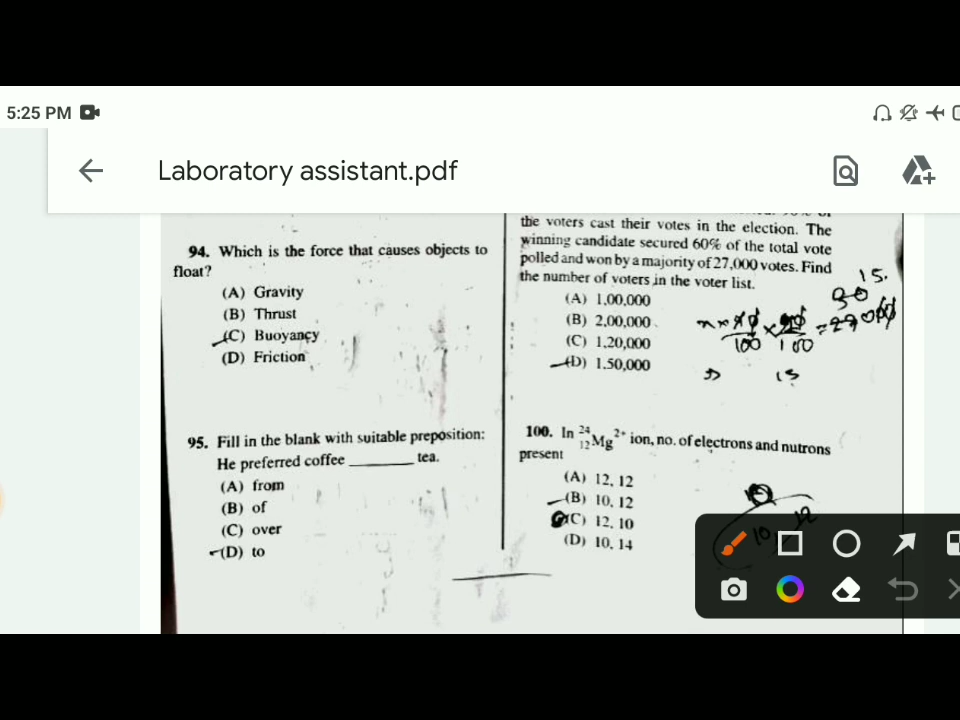 5:25 PM
Laboratory assistant.pdf
94. Which is the force that causes objects to
float?
(A) Gravity
(B) Thrust
(C) Buoyancy
(D) Friction
95. Fill in the blank with suitable preposition:
He preferred coffee ________ tea.
(A) from
(B) of
(C) over
(D) to
the voters cast their votes in the election. The
winning candidate secured 60% of the total vote
polled and won by a majority of 27,000 votes. Find
the number of voters in the voter list.
(A) 1,00,000
(B) 2,00,000
(C) 1,20,000
(D) 1,50,000
15.
30
15
100. In ²⁴₁₂Mg²⁺ ion, no. of electrons and nutrons
present
(A) 12, 12
(B) 10, 12
(C) 12, 10
(D) 10, 14
10, 12